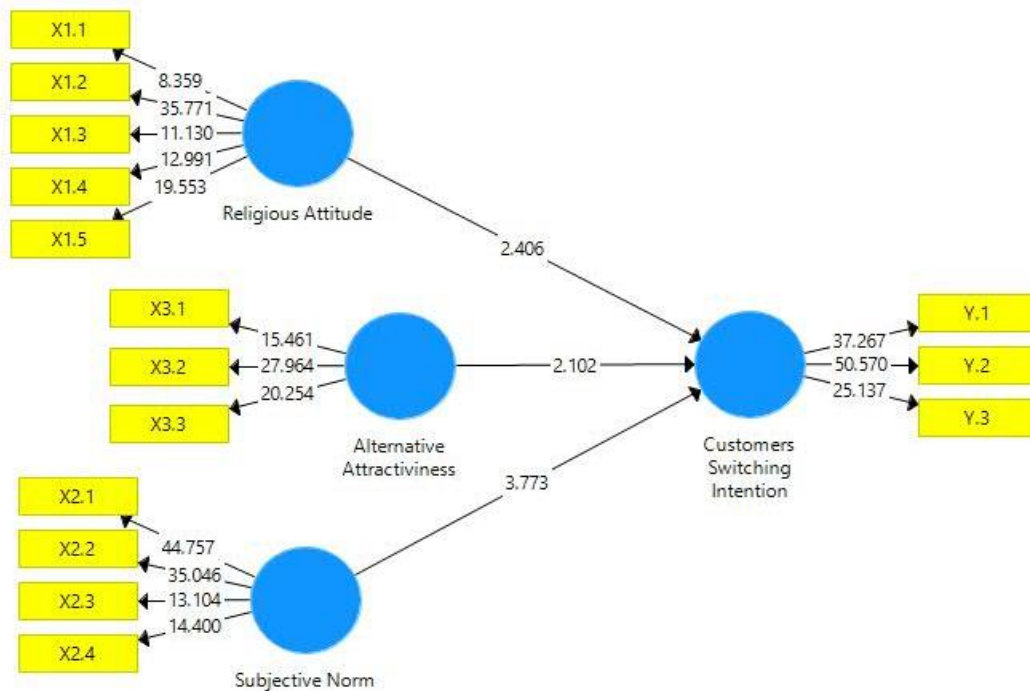 X1.1
8.359
X1.2
35.771
X1.3
11.130
X1.4
12.991
19.553
X1.5
Religious Attitude
2.406
X3.1
15.461
X3.2
27.964
X3.3
20.254
2.102
Alternative
Attractiviness
Y.1
37.267
50.570
Y.2
25.137
Y.3
Customers
Switching
Intention
3.773
X2.1
44.757
X2.2
35.046
X2.3
13.104
14.400
X2.4
Subjective Norm